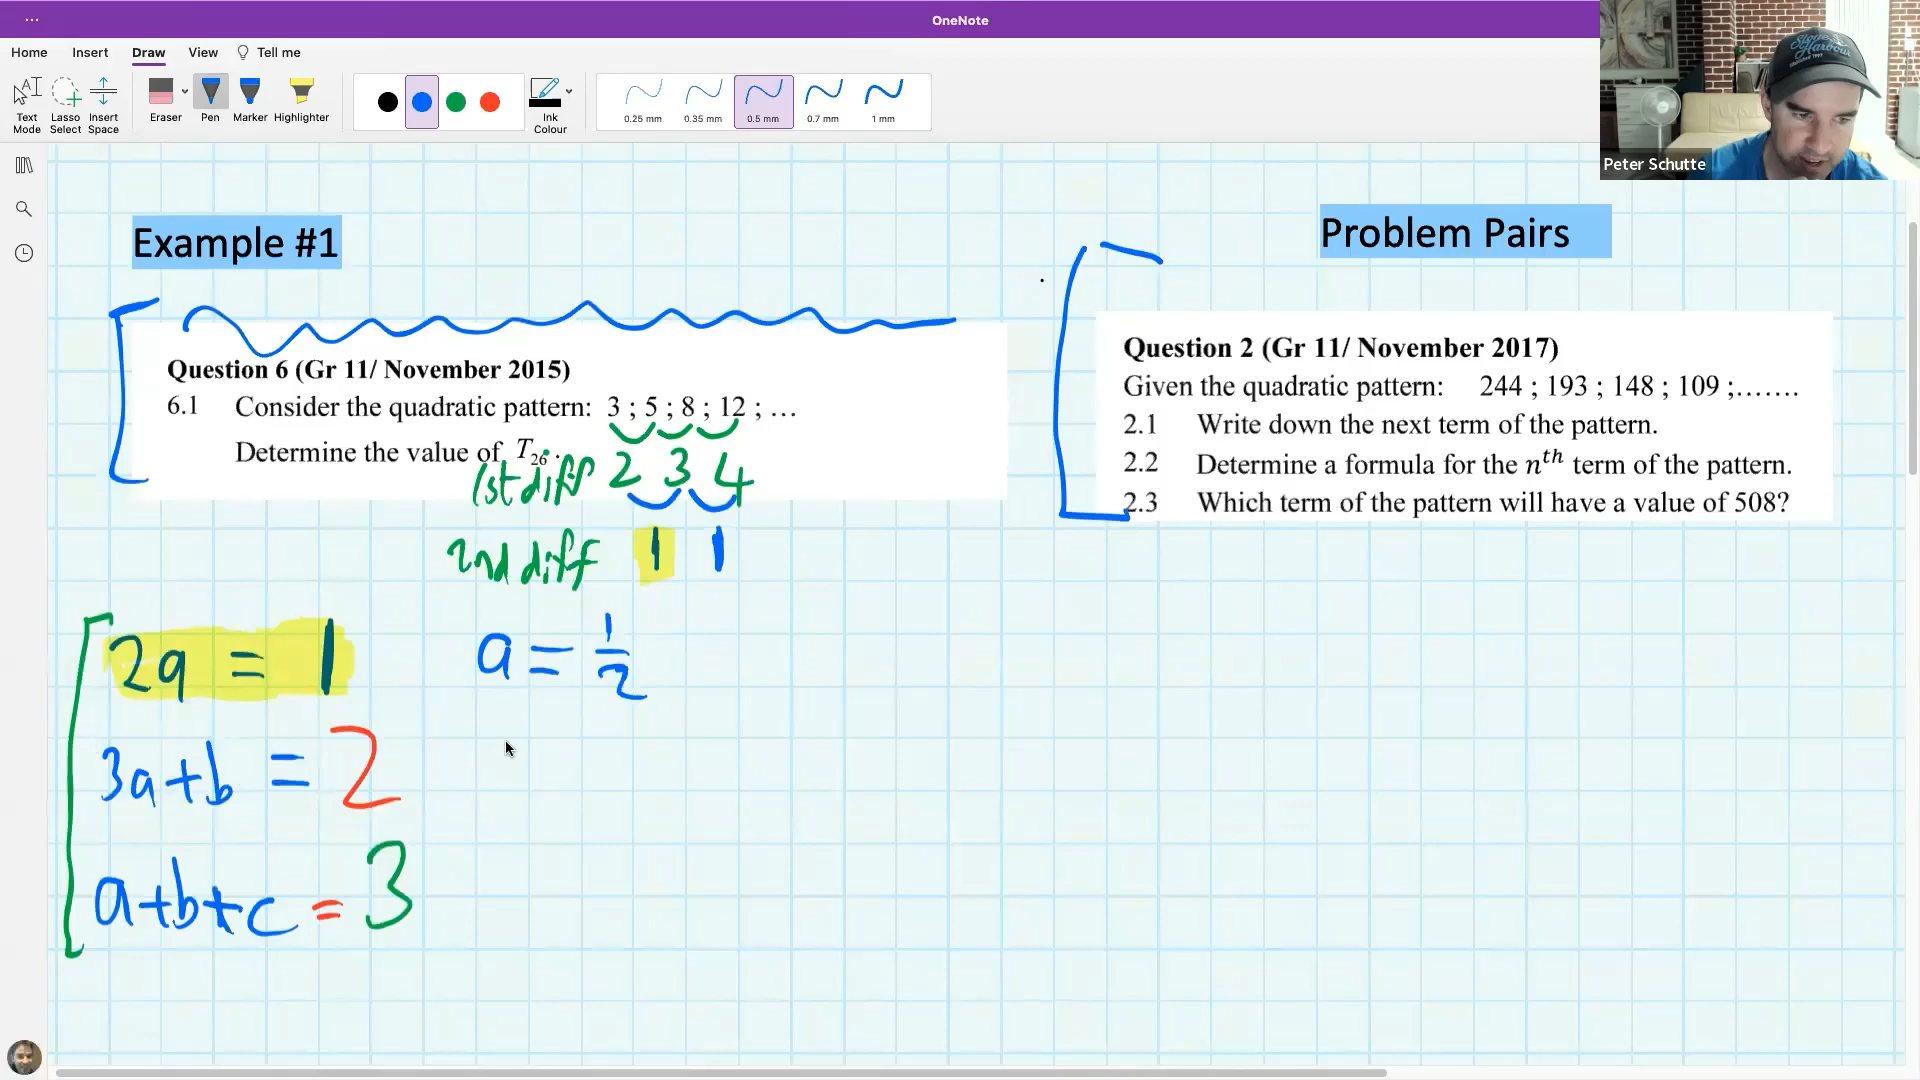 OneNote
Home Insert Draw View Tell me
Text Mode
Lasso Select
Insert Space
Eraser
Pen
Marker
Highlighter
Ink Colour
0.25 mm
0.35 mm
0.5 mm
0.7 mm
1 mm
Peter Schutte
Example #1
Question 6 (Gr 11/ November 2015)
6.1 Consider the quadratic pattern: 3 ; 5 ; 8 ; 12 ; …
Determine the value of T26.
1st diff 2 3 4
2nd diff 1 1
2a = 1
a = 1/2
3a+b = 2
a+b+c = 3
Problem Pairs
Question 2 (Gr 11/ November 2017)
Given the quadratic pattern: 244 ; 193 ; 148 ; 109 ;.......
2.1 Write down the next term of the pattern.
2.2 Determine a formula for the nth term of the pattern.
2.3 Which term of the pattern will have a value of 508?